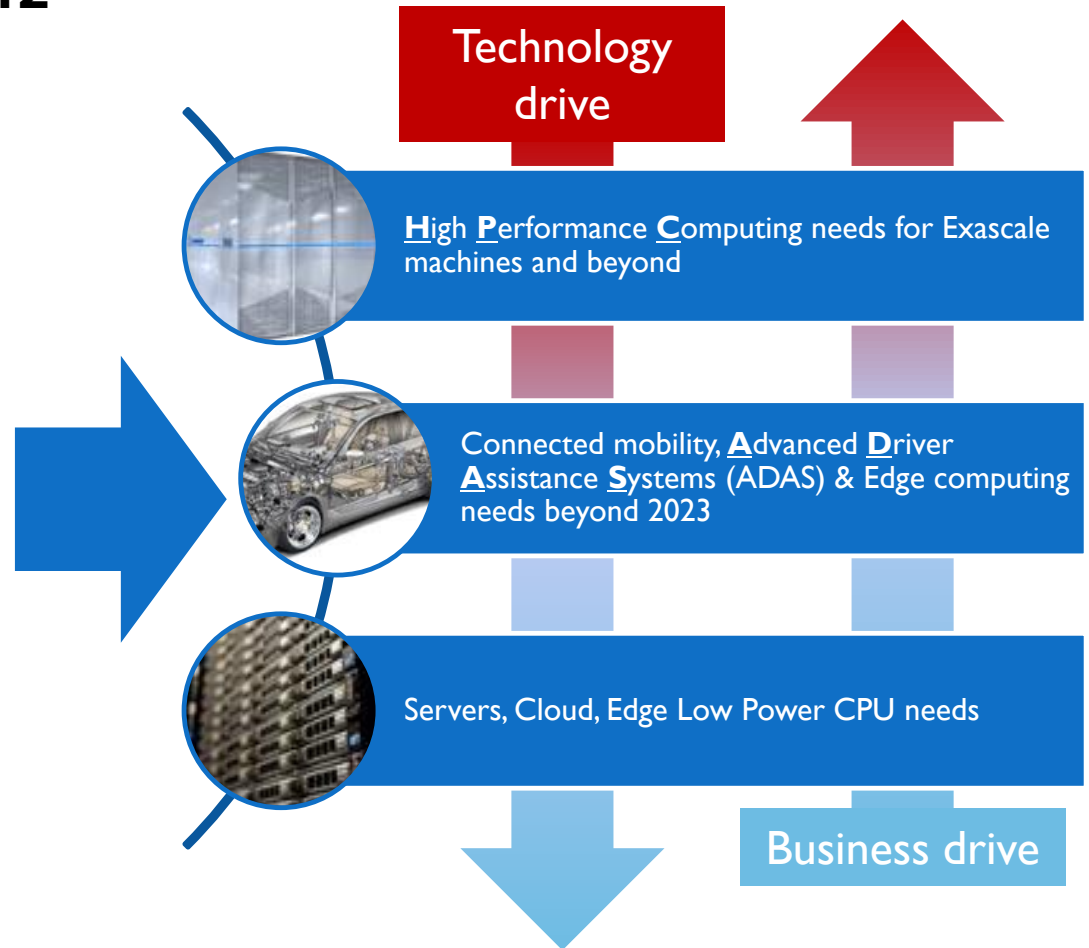 Technology
drive
High Performance Computing needs for Exascale
machines and beyond
Connected mobility, Advanced Driver
Assistance Systems (ADAS) & Edge computing
needs beyond 2023
Servers, Cloud, Edge Low Power CPU needs
Business drive